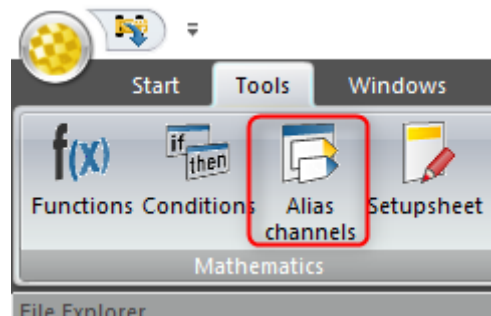 Start Tools Windows
f(x) if then
Functions Conditions Alias channels Setupsheet
Mathematics
File Explorer